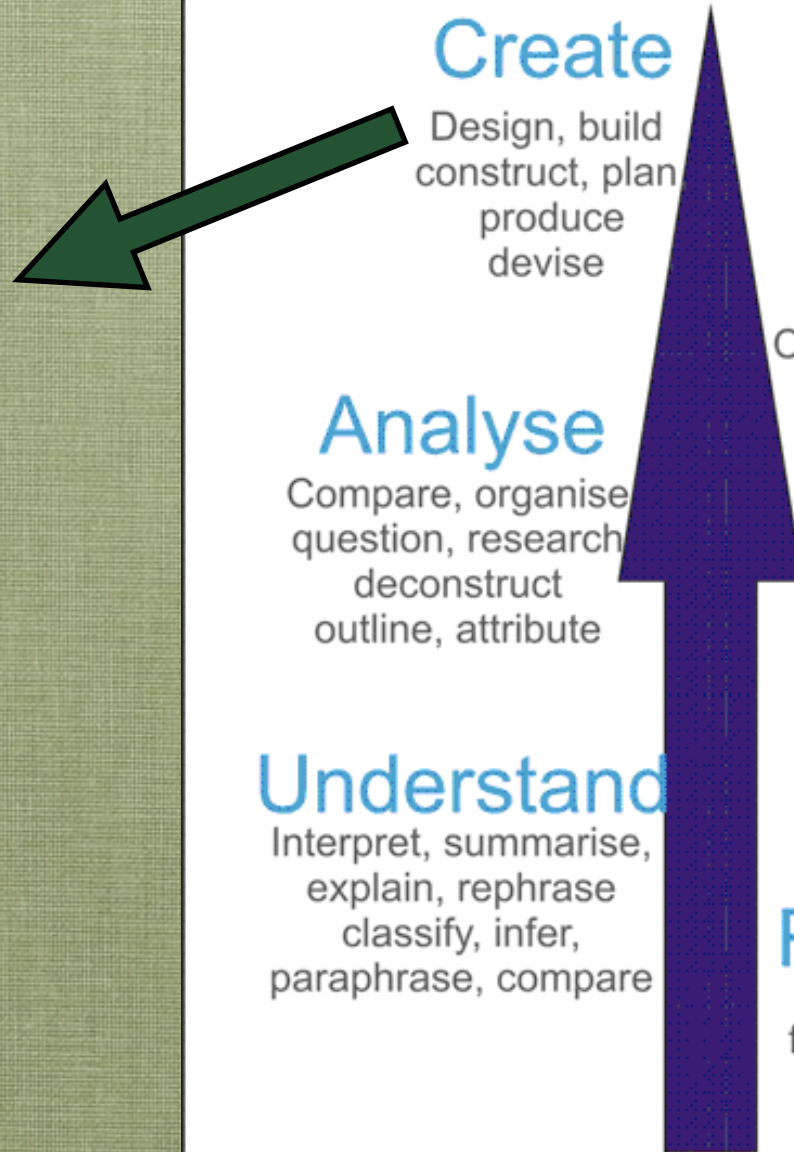 Create
Design, build
construct, plan
produce
devise
Analyse
Compare, organise
question, research
deconstruct
outline, attribute
Understand
Interpret, summarise,
explain, rephrase
classify, infer,
paraphrase, compare